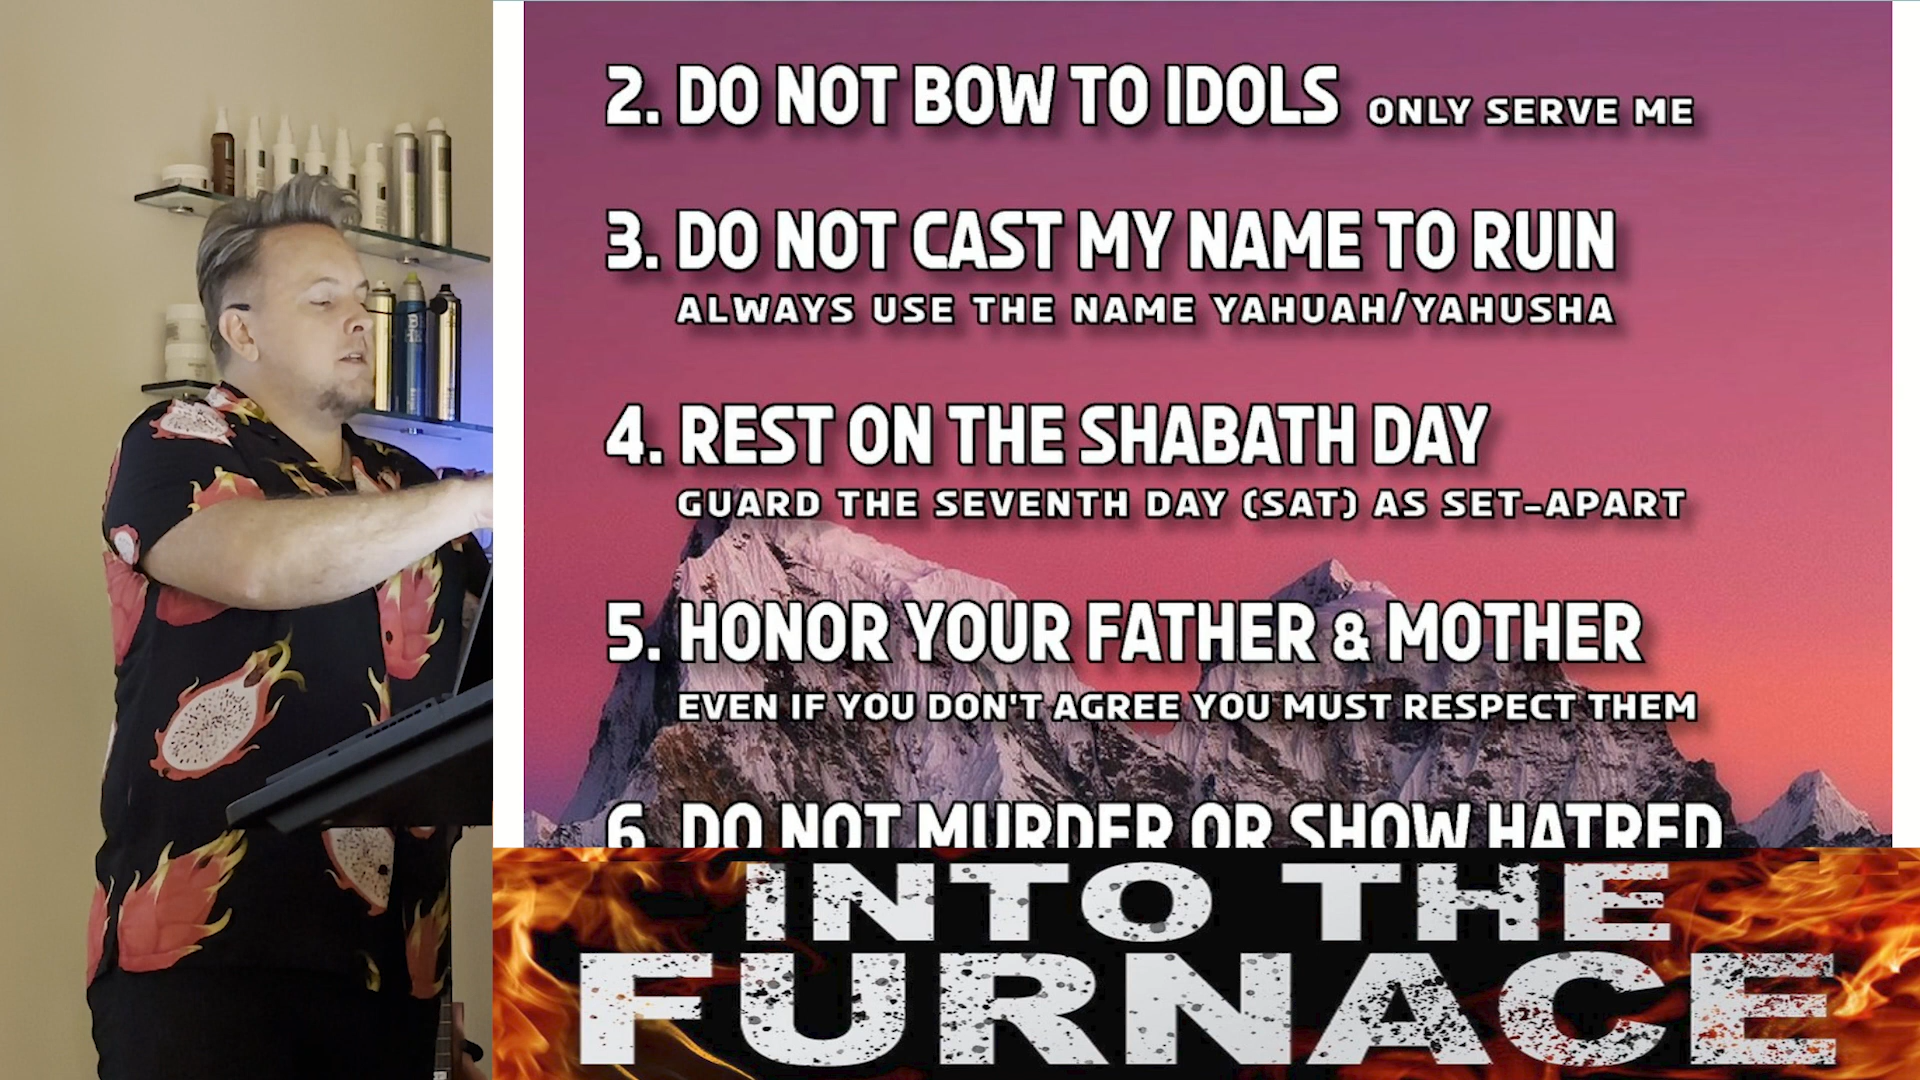 2. DO NOT BOW TO IDOLS ONLY SERVE ME
3. DO NOT CAST MY NAME TO RUIN
ALWAYS USE THE NAME YAHUAH/YAHUSHA
4. REST ON THE SHABATH DAY
GUARD THE SEVENTH DAY (SAT) AS SET-APART
5. HONOR YOUR FATHER & MOTHER
EVEN IF YOU DON'T AGREE YOU MUST RESPECT THEM
6. DO NOT MURDER OR SHOW HATRED
INTO THE
FURNACE